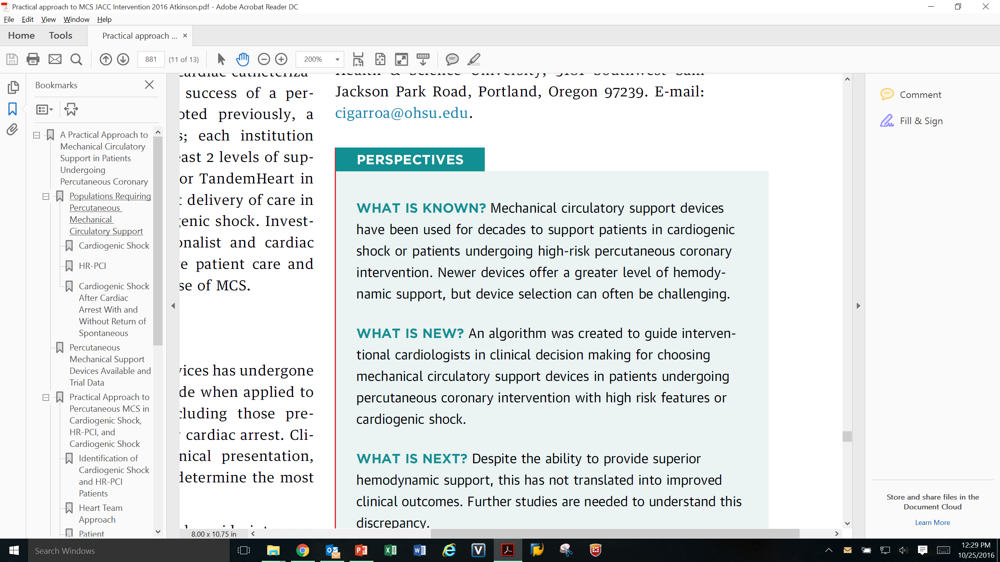 Practical approach to MCS JACC Intervention 2016 Atkinson.pdf - Adobe Acrobat Reader DC
File Edit View Window Help
Home Tools Practical approach ... ×
881 (11 of 13) 200%
Bookmarks
A Practical Approach to
Mechanical Circulatory
Support in Patients
Undergoing
Percutaneous Coronary
Populations Requiring
Percutaneous
Mechanical
Circulatory Support
Cardiogenic Shock
HR-PCI
Cardiogenic Shock
After Cardiac
Arrest With and
Without Return of
Spontaneous
Percutaneous
Mechanical Support
Devices Available and
Trial Data
Practical Approach to
Percutaneous MCS in
Cardiogenic Shock,
HR-PCI, and
Cardiogenic Shock
Identification of
Cardiogenic Shock
and HR-PCI
Patients
Heart Team
Approach
Patient
cardiac catheteriza
success of a per-
oted previously, a
s; each institution
east 2 levels of sup-
or TandemHeart in
t delivery of care in
genic shock. Invest-
onalist and cardiac
e patient care and
se of MCS.
vices has undergone
de when applied to
cluding those pre-
r cardiac arrest. Cli-
nical presentation,
determine the most
8.00 x 10.75 in
Health & Science University, 3181 Southwest Sam
Jackson Park Road, Portland, Oregon 97239. E-mail:
cigarroa@ohsu.edu.
PERSPECTIVES
WHAT IS KNOWN? Mechanical circulatory support devices
have been used for decades to support patients in cardiogenic
shock or patients undergoing high-risk percutaneous coronary
intervention. Newer devices offer a greater level of hemody-
namic support, but device selection can often be challenging.
WHAT IS NEW? An algorithm was created to guide interven-
tional cardiologists in clinical decision making for choosing
mechanical circulatory support devices in patients undergoing
percutaneous coronary intervention with high risk features or
cardiogenic shock.
WHAT IS NEXT? Despite the ability to provide superior
hemodynamic support, this has not translated into improved
clinical outcomes. Further studies are needed to understand this
discrepancy.
Comment
Fill & Sign
Store and share files in the
Document Cloud
Learn More
Search Windows
12:29 PM
10/25/2016